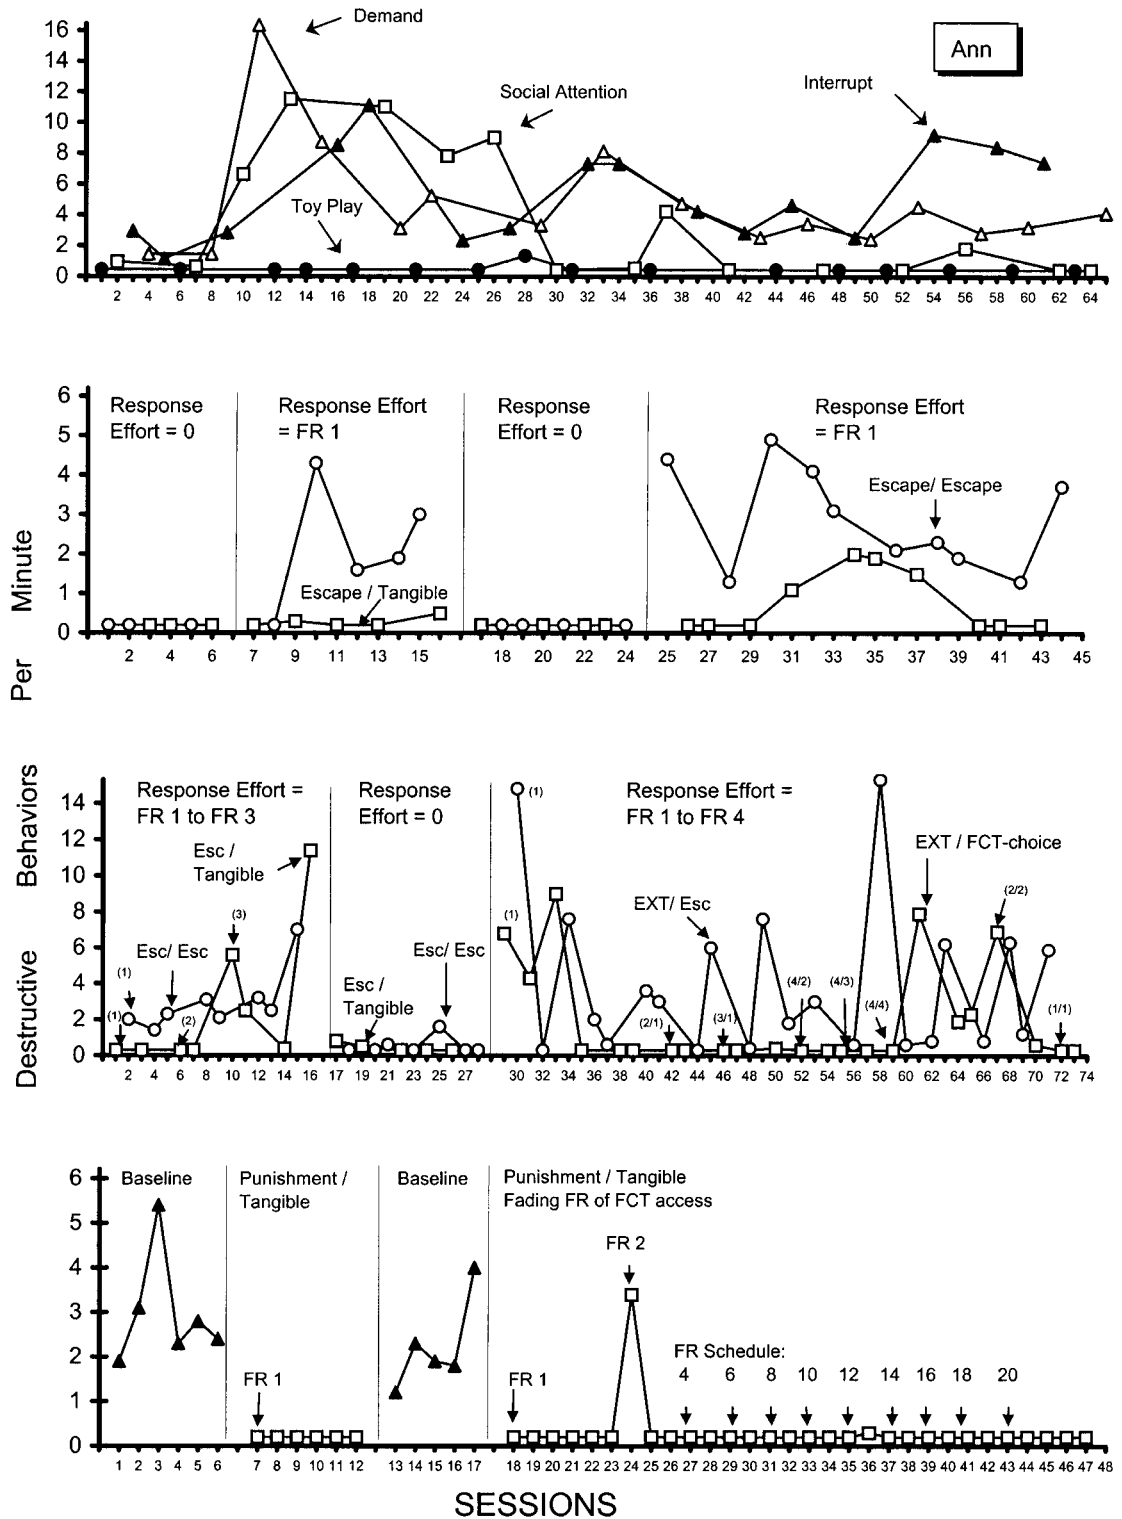 Ann
Demand
Social Attention
Interrupt
Toy Play
16
14
12
10
8
6
4
2
0
2 4 6 8 10 12 14 16 18 20 22 24 26 28 30 32 34 36 38 40 42 44 46 48 50 52 54 56 58 60 62 64
Response
Effort = 0
Response Effort
= FR 1
Response
Effort = 0
Response Effort
= FR 1
Escape / Tangible
Escape/ Escape
6
5
4
3
2
1
0
2 4 6 7 9 11 13 15 18 20 22 24 25 27 29 31 33 35 37 39 41 43 45
Destructive Behaviors Per Minute
Response Effort =
FR 1 to FR 3
Response
Effort = 0
Response Effort =
FR 1 to FR 4
Esc /
Tangible
Esc/ Esc
(1)
(1)
(2)
(3)
Esc/ Esc
Esc /
Tangible
(1)
(1)
EXT/ Esc
EXT / FCT-choice
(2/1)
(3/1)
(4/2)
(4/3)
(4/4)
(2/2)
(1/1)
14
12
10
8
6
4
2
0
2 4 6 8 10 12 14 16 17 19 21 23 25 27 30 32 34 36 38 40 42 44 46 48 50 52 54 56 58 60 62 64 66 68 70 72 74
Baseline
Punishment /
Tangible
Baseline
Punishment / Tangible
Fading FR of FCT access
FR 1
FR 1
FR 2
FR Schedule:
4 6 8 10 12 14 16 18 20
6
5
4
3
2
1
0
1 2 3 4 5 6 7 8 9 10 11 12 13 14 15 16 17 18 19 20 21 22 23 24 25 26 27 28 29 30 31 32 33 34 35 36 37 38 39 40 41 42 43 44 45 46 47 48
SESSIONS